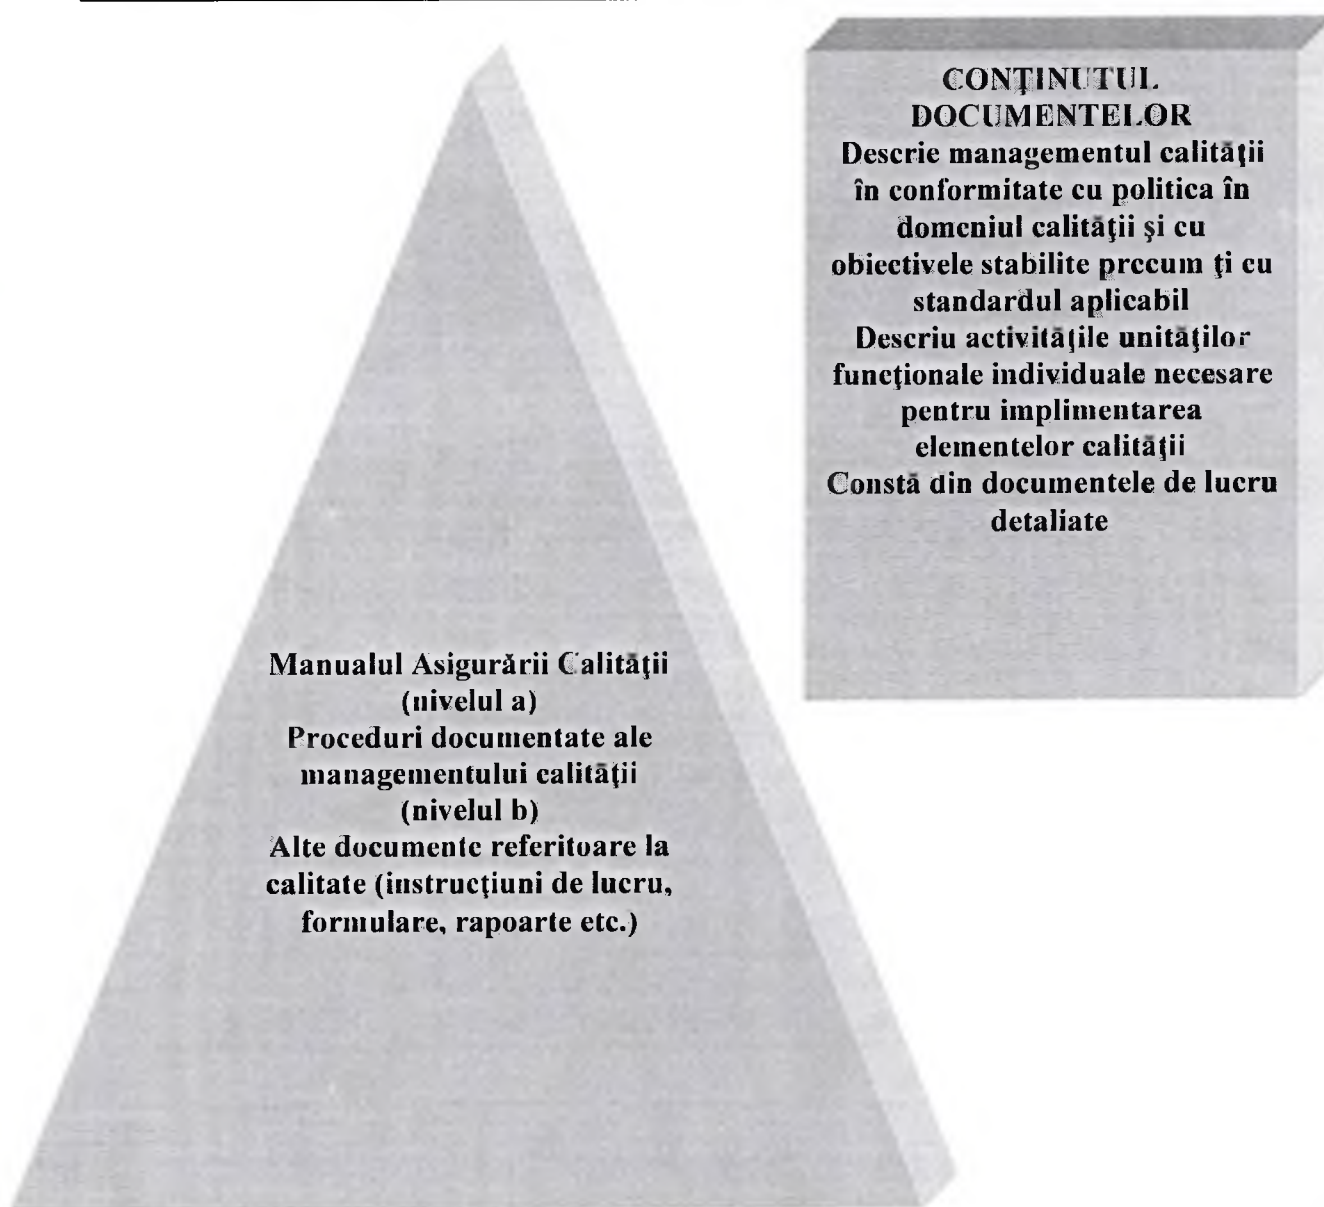 CONŢINUTUL
DOCUMENTELOR
Descrie managementul calităţii
în conformitate cu politica în
domeniul calităţii şi cu
obiectivele stabilite precum ţi cu
standardul aplicabil
Descriu activităţile unităţilor
funcţionale individuale necesare
pentru implimentarea
elementelor calităţii
Constă din documentele de lucru
detaliate
Manualul Asigurării Calităţii
(nivelul a)
Proceduri documentate ale
managementului calităţii
(nivelul b)
Alte documente referitoare la
calitate (instrucţiuni de lucru,
formulare, rapoarte etc.)